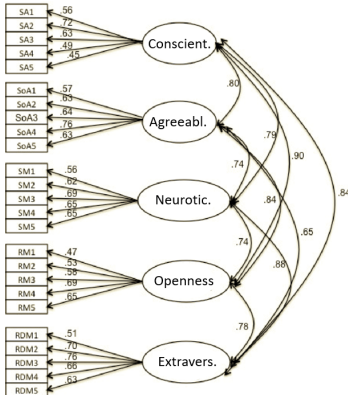 SA1 .56
SA2 .72
SA3 .63
SA4 .49
SA5 .45
Conscient.
SoA1 .57
SoA2 .63
SoA3 .64
SoA4 .76
SoA5 .63
Agreeabl.
SM1 .56
SM2 .62
SM3 .69
SM4 .65
SM5 .65
Neurotic.
RM1 .47
RM2 .53
RM3 .58
RM4 .69
RM5 .65
Openness
RDM1 .51
RDM2 .70
RDM3 .76
RDM4 .66
RDM5 .63
Extravers.
.80
.79
.90
.84
.74
.84
.65
.74
.88
.78